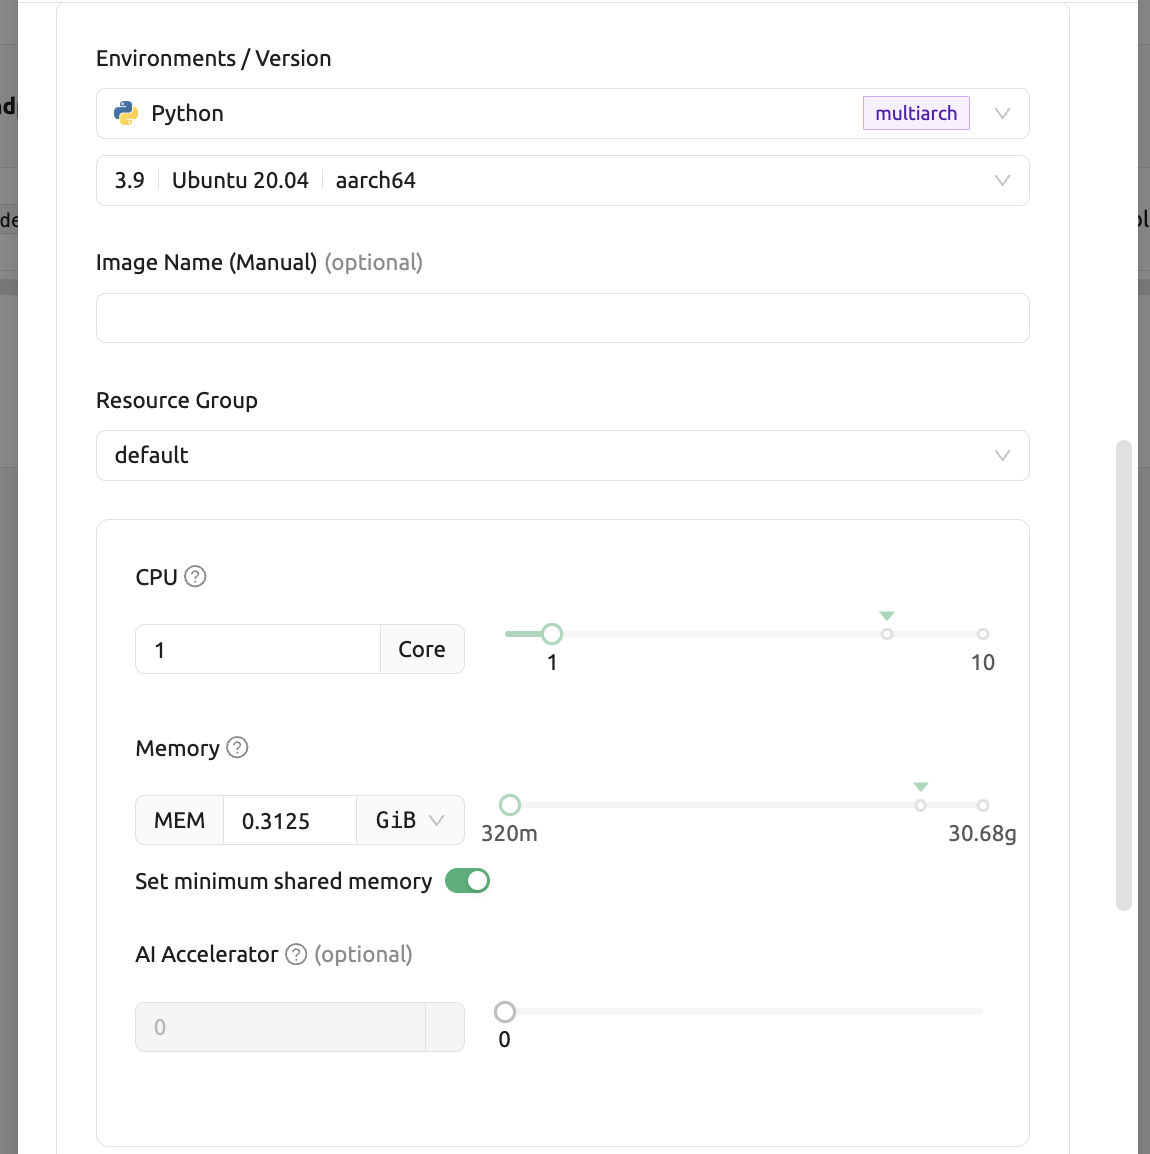 Environments / Version
Python multiarch
3.9 Ubuntu 20.04 aarch64
Image Name (Manual) (optional)
Resource Group
default
CPU ?
1 Core
1 10
Memory ?
MEM 0.3125 GiB
320m 30.68g
Set minimum shared memory
AI Accelerator ? (optional)
0
0